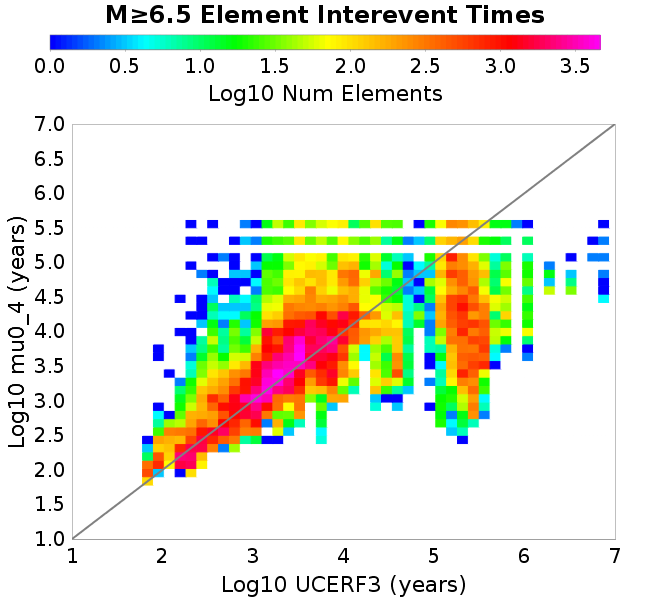 M≥6.5 Element Interevent Times
0.0 0.5 1.0 1.5 2.0 2.5 3.0 3.5
Log10 Num Elements
Log10 mu0_4 (years)
7.0
6.5
6.0
5.5
5.0
4.5
4.0
3.5
3.0
2.5
2.0
1.5
1.0
1 2 3 4 5 6 7
Log10 UCERF3 (years)